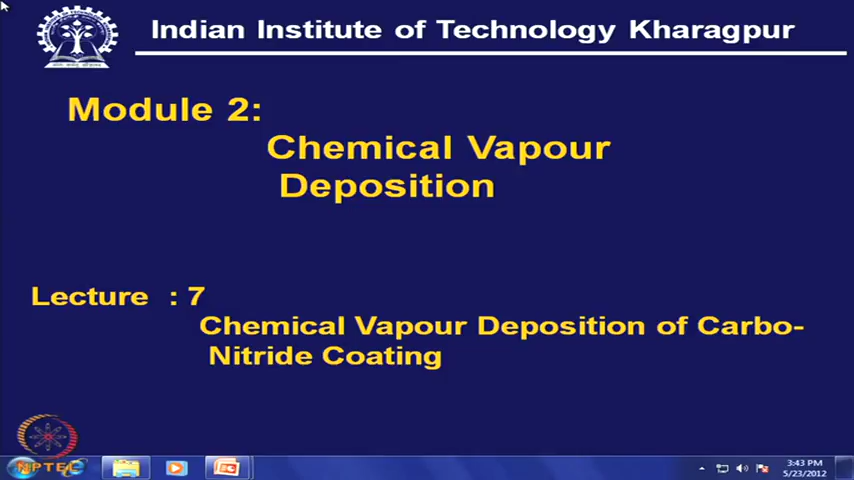 Indian Institute of Technology Kharagpur
Module 2:
Chemical Vapour
Deposition
Lecture : 7
Chemical Vapour Deposition of Carbo-
Nitride Coating
NPTEL
3:43 PM
5/23/2012